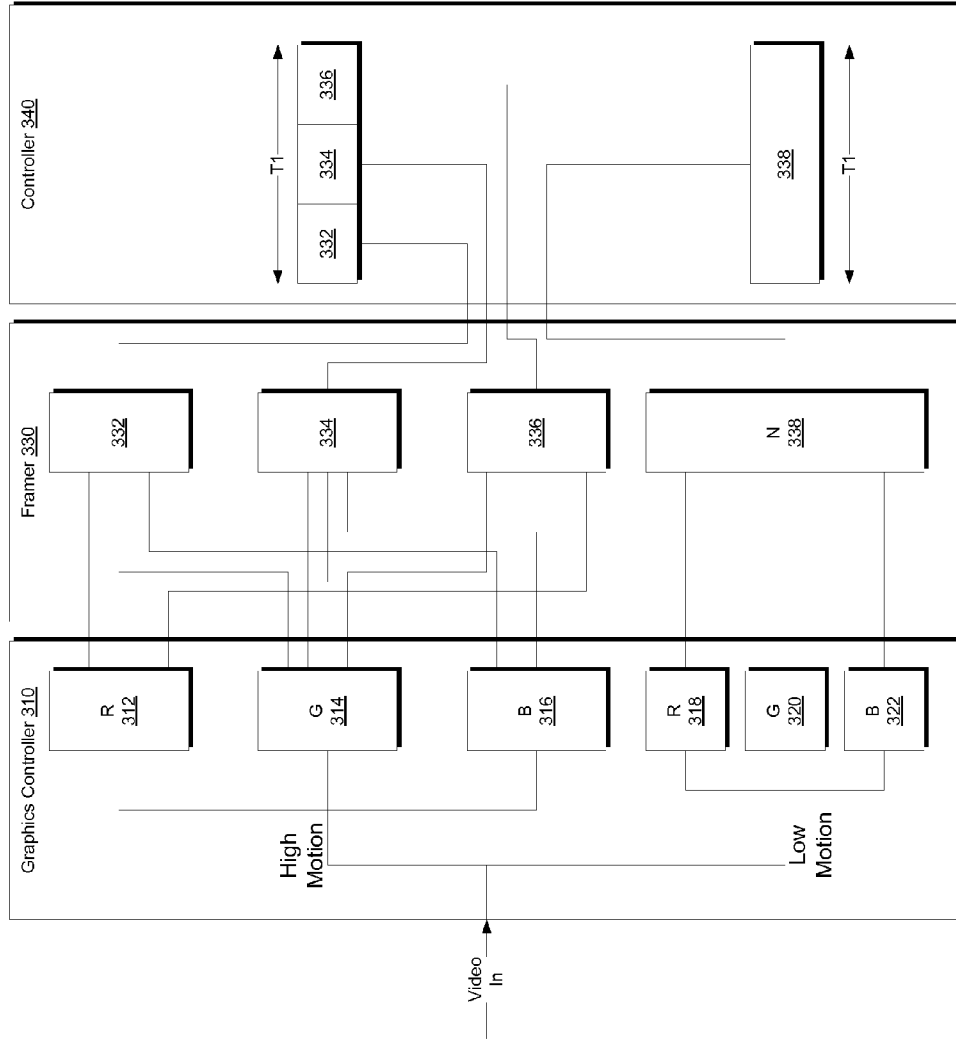 Graphics Controller 310
Framer 330
Controller 340
Video
In
High
Motion
Low
Motion
R
312
G
314
B
316
R
318
G
320
B
322
332
334
336
N
338
T1
332
334
336
338
T1